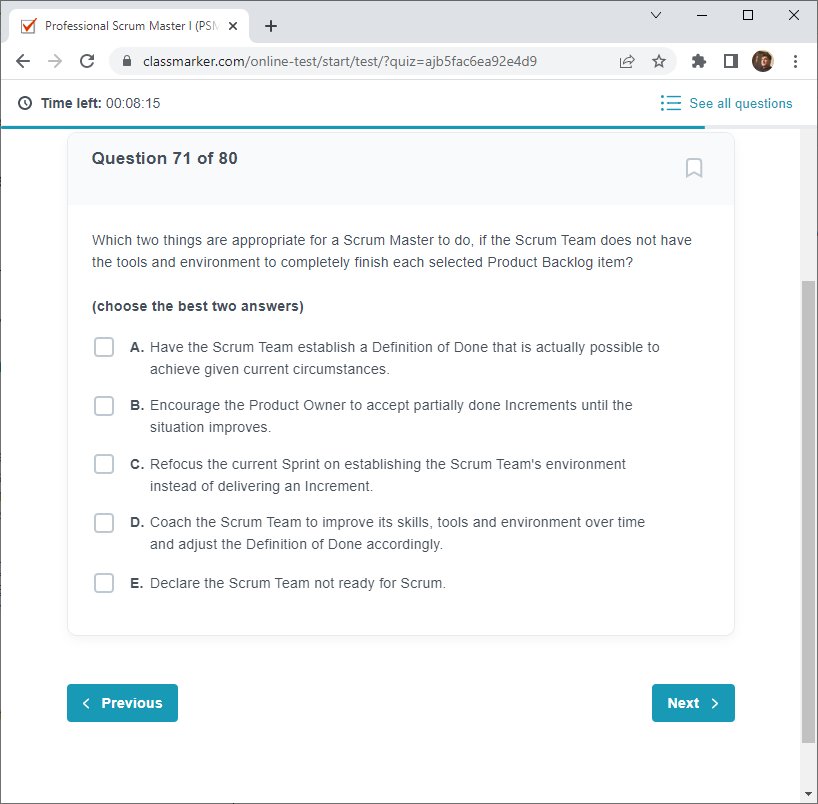 Professional Scrum Master I (PSM
classmarker.com/online-test/start/test/?quiz=ajb5fac6ea92e4d9
Time left: 00:08:15
See all questions
Question 71 of 80
Which two things are appropriate for a Scrum Master to do, if the Scrum Team does not have
the tools and environment to completely finish each selected Product Backlog item?
(choose the best two answers)
A. Have the Scrum Team establish a Definition of Done that is actually possible to
achieve given current circumstances.
B. Encourage the Product Owner to accept partially done Increments until the
situation improves.
C. Refocus the current Sprint on establishing the Scrum Team's environment
instead of delivering an Increment.
D. Coach the Scrum Team to improve its skills, tools and environment over time
and adjust the Definition of Done accordingly.
E. Declare the Scrum Team not ready for Scrum.
Previous
Next